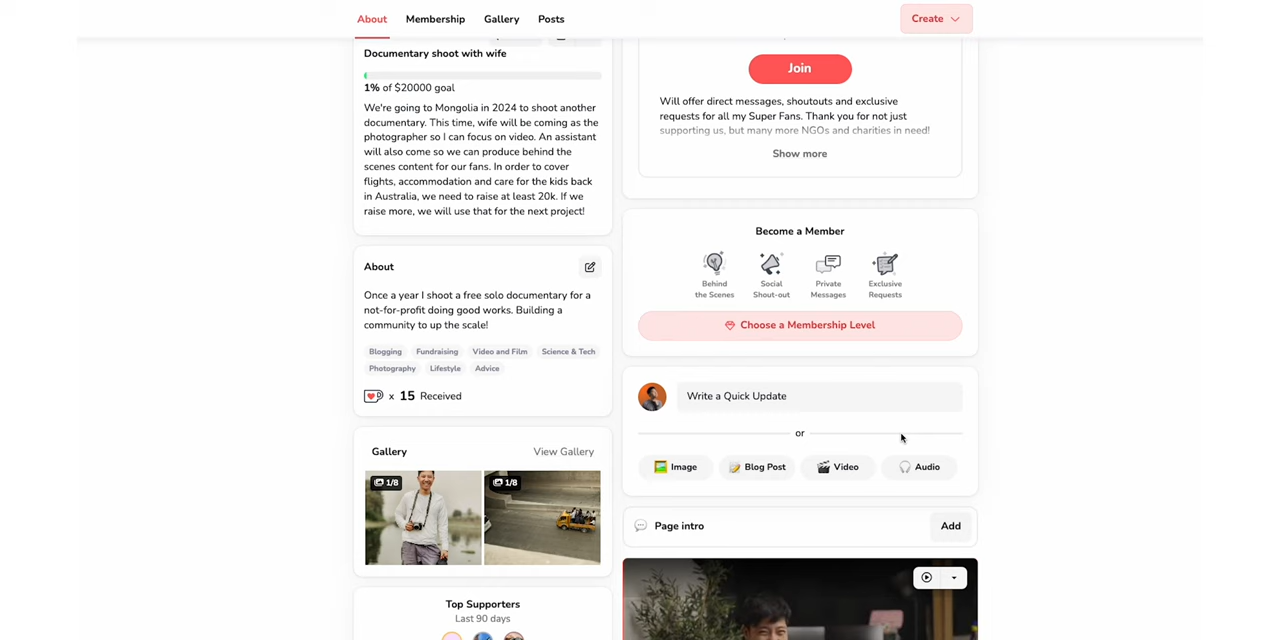 About
Membership
Gallery
Posts
Create
Documentary shoot with wife
1% of $20000 goal
We're going to Mongolia in 2024 to shoot another
documentary. This time, wife will be coming as the
photographer so I can focus on video. An assistant
will also come so we can produce behind the
scenes content for our fans. In order to cover
flights, accommodation and care for the kids back
in Australia, we need to raise at least 20k. If we
raise more, we will use that for the next project!
About
Once a year I shoot a free solo documentary for a
not-for-profit doing good works. Building a
community to up the scale!
Blogging
Fundraising
Video and Film
Science & Tech
Photography
Lifestyle
Advice
x 15 Received
Gallery
View Gallery
1/8
1/8
Top Supporters
Last 90 days
Join
Will offer direct messages, shoutouts and exclusive
requests for all my Super Fans. Thank you for not just
supporting us, but many more NGOs and charities in need!
Show more
Become a Member
Behind
the Scenes
Social
Shout-out
Private
Messages
Exclusive
Requests
Choose a Membership Level
Write a Quick Update
or
Image
Blog Post
Video
Audio
Page intro
Add